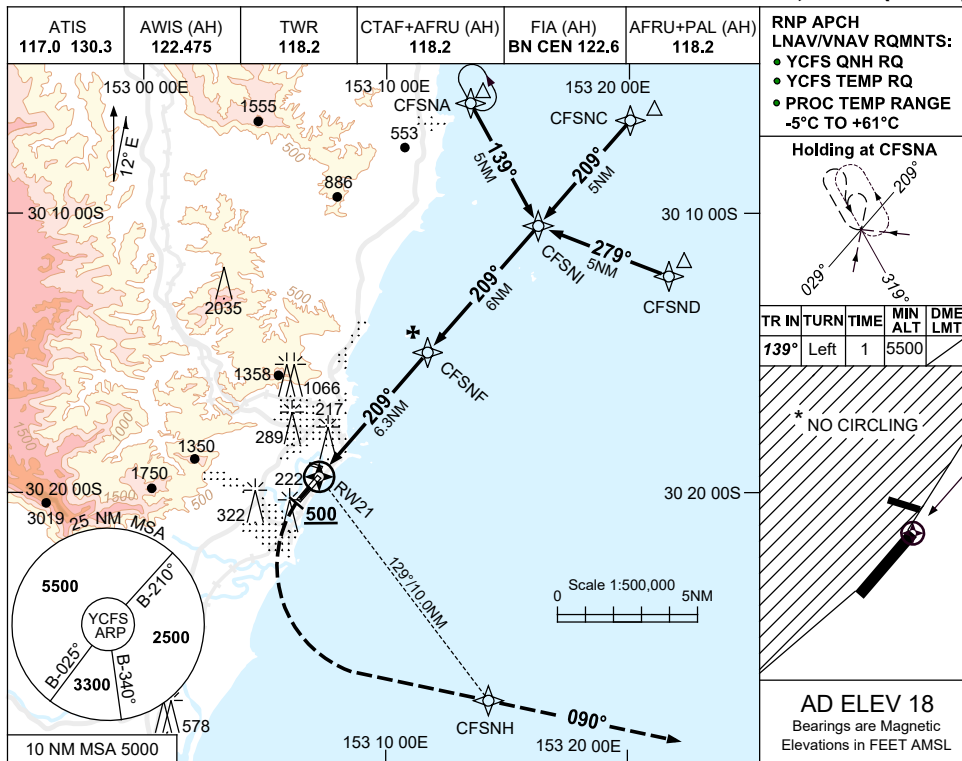 ATIS
117.0 130.3
AWIS (AH)
122.475
TWR
118.2
CTAF+AFRU (AH)
118.2
FIA (AH)
BN CEN 122.6
AFRU+PAL (AH)
118.2
RNP APCH
LNAV/VNAV RQMNTS:
YCFS QNH RQ
YCFS TEMP RQ
PROC TEMP RANGE
-5°C TO +61°C
153 00 00E
153 10 00E
153 20 00E
12° E
1555
500
553
886
CFSNA
CFSNC
139°
5NM
209°
5NM
30 10 00S
30 10 00S
CFSNI
279°
5NM
CFSND
209°
6NM
2035
1500
500
CFSNF
1358
1066
217
289
209°
6.3NM
1500
1000
1350
1750
500
1500
222
322
RW21
500
30 20 00S
30 20 00S
3019
25 NM MSA
5500
B-210°
YCFS
ARP
2500
B-025°
3300
B-340°
578
129°/10.0NM
Scale 1:500,000
0
5NM
CFSNH
090°
10 NM MSA 5000
153 10 00E
153 20 00E
Holding at CFSNA
209°
029°
319°
TR IN
TURN
TIME
MIN
ALT
DME
LMT
139°
Left
1
5500
* NO CIRCLING
AD ELEV 18
Bearings are Magnetic
Elevations in FEET AMSL